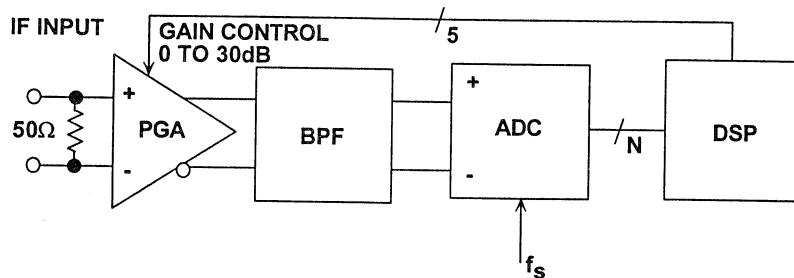 IF INPUT
GAIN CONTROL
0 TO 30dB
5
+
-
50Ω
PGA
BPF
+
-
ADC
N
DSP
fs